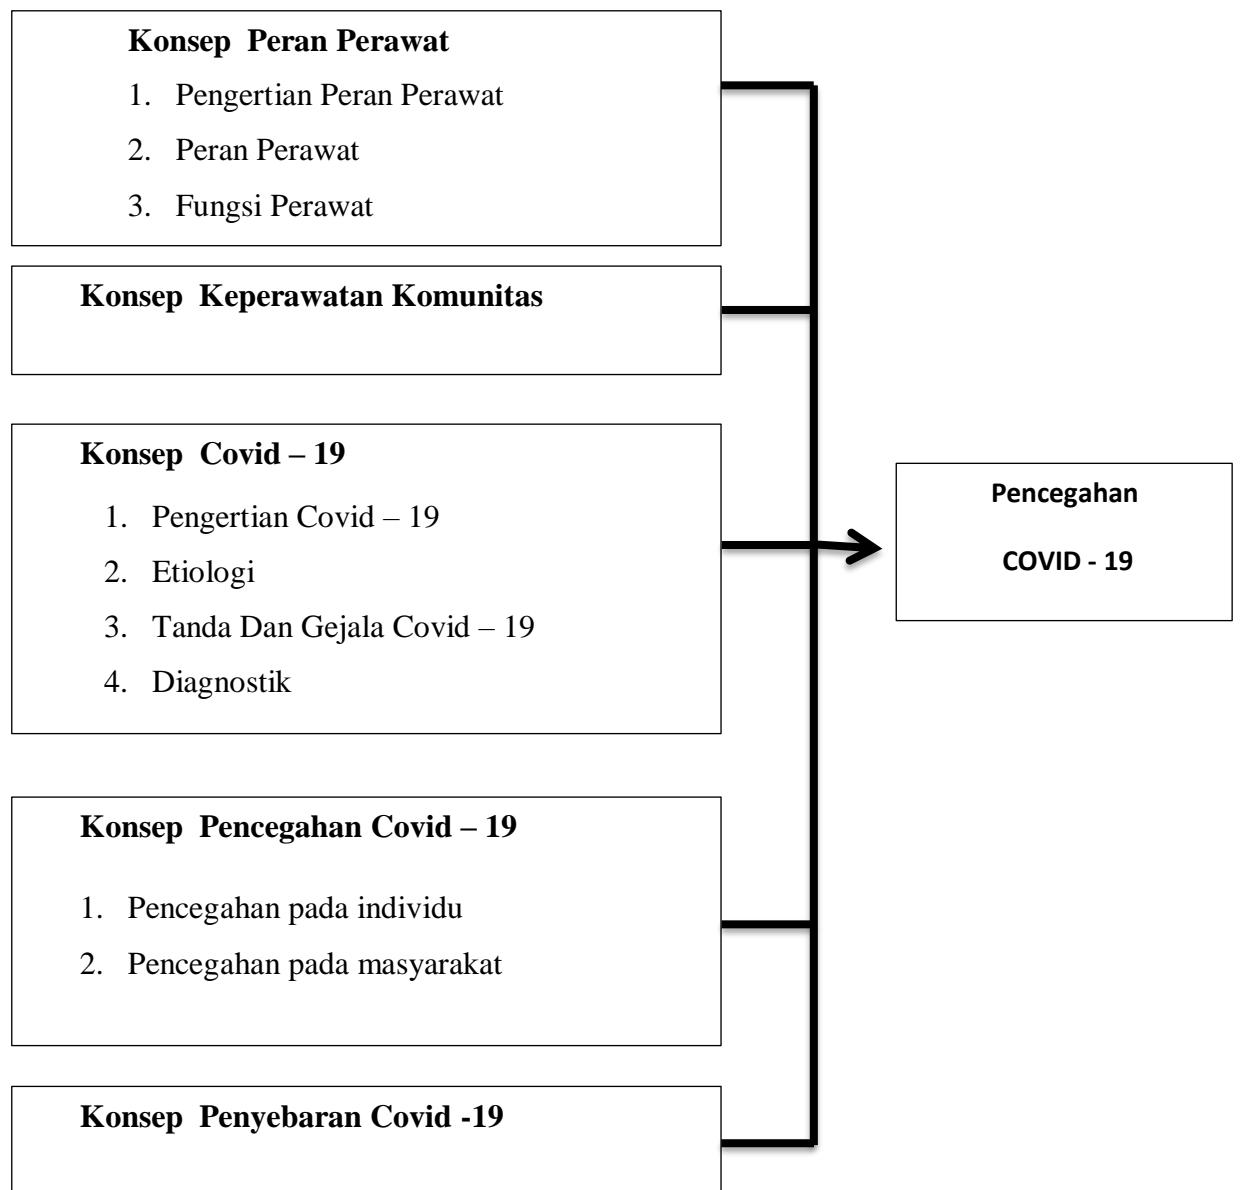 Konsep Peran Perawat
1. Pengertian Peran Perawat
2. Peran Perawat
3. Fungsi Perawat
Konsep Keperawatan Komunitas
Konsep Covid – 19
1. Pengertian Covid – 19
2. Etiologi
3. Tanda Dan Gejala Covid – 19
4. Diagnostik
Pencegahan
COVID - 19
Konsep Pencegahan Covid – 19
1. Pencegahan pada individu
2. Pencegahan pada masyarakat
Konsep Penyebaran Covid -19